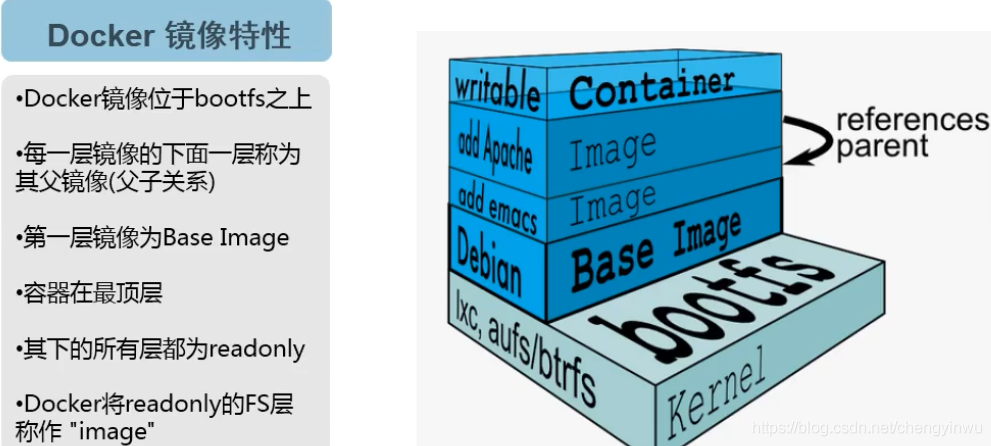 Docker 镜像特性
•Docker镜像位于bootfs之上
•每一层镜像的下面一层称为
其父镜像(父子关系)
•第一层镜像为Base Image
•容器在最顶层
•其下的所有层都为readonly
•Docker将readonly的FS层
称作 "image"
writable Container
references
parent
add Apache Image
add emacs Image
Debian Base Image
lxc, aufs/btrfs
bootfs
Kernel
https://blog.csdn.net/chengyinwu